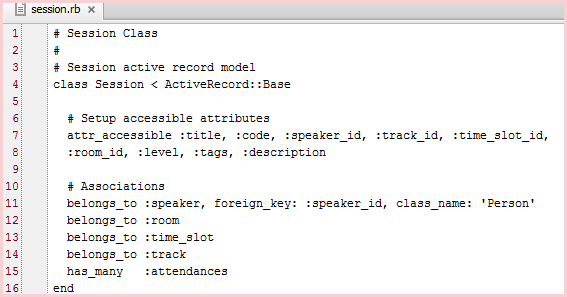 session.rb ×
1 # Session Class
2 #
3 # Session active record model
4 class Session < ActiveRecord::Base
5
6 # Setup accessible attributes
7 attr_accessible :title, :code, :speaker_id, :track_id, :time_slot_id,
8 :room_id, :level, :tags, :description
9
10 # Associations
11 belongs_to :speaker, foreign_key: :speaker_id, class_name: 'Person'
12 belongs_to :room
13 belongs_to :time_slot
14 belongs_to :track
15 has_many   :attendances
16 end